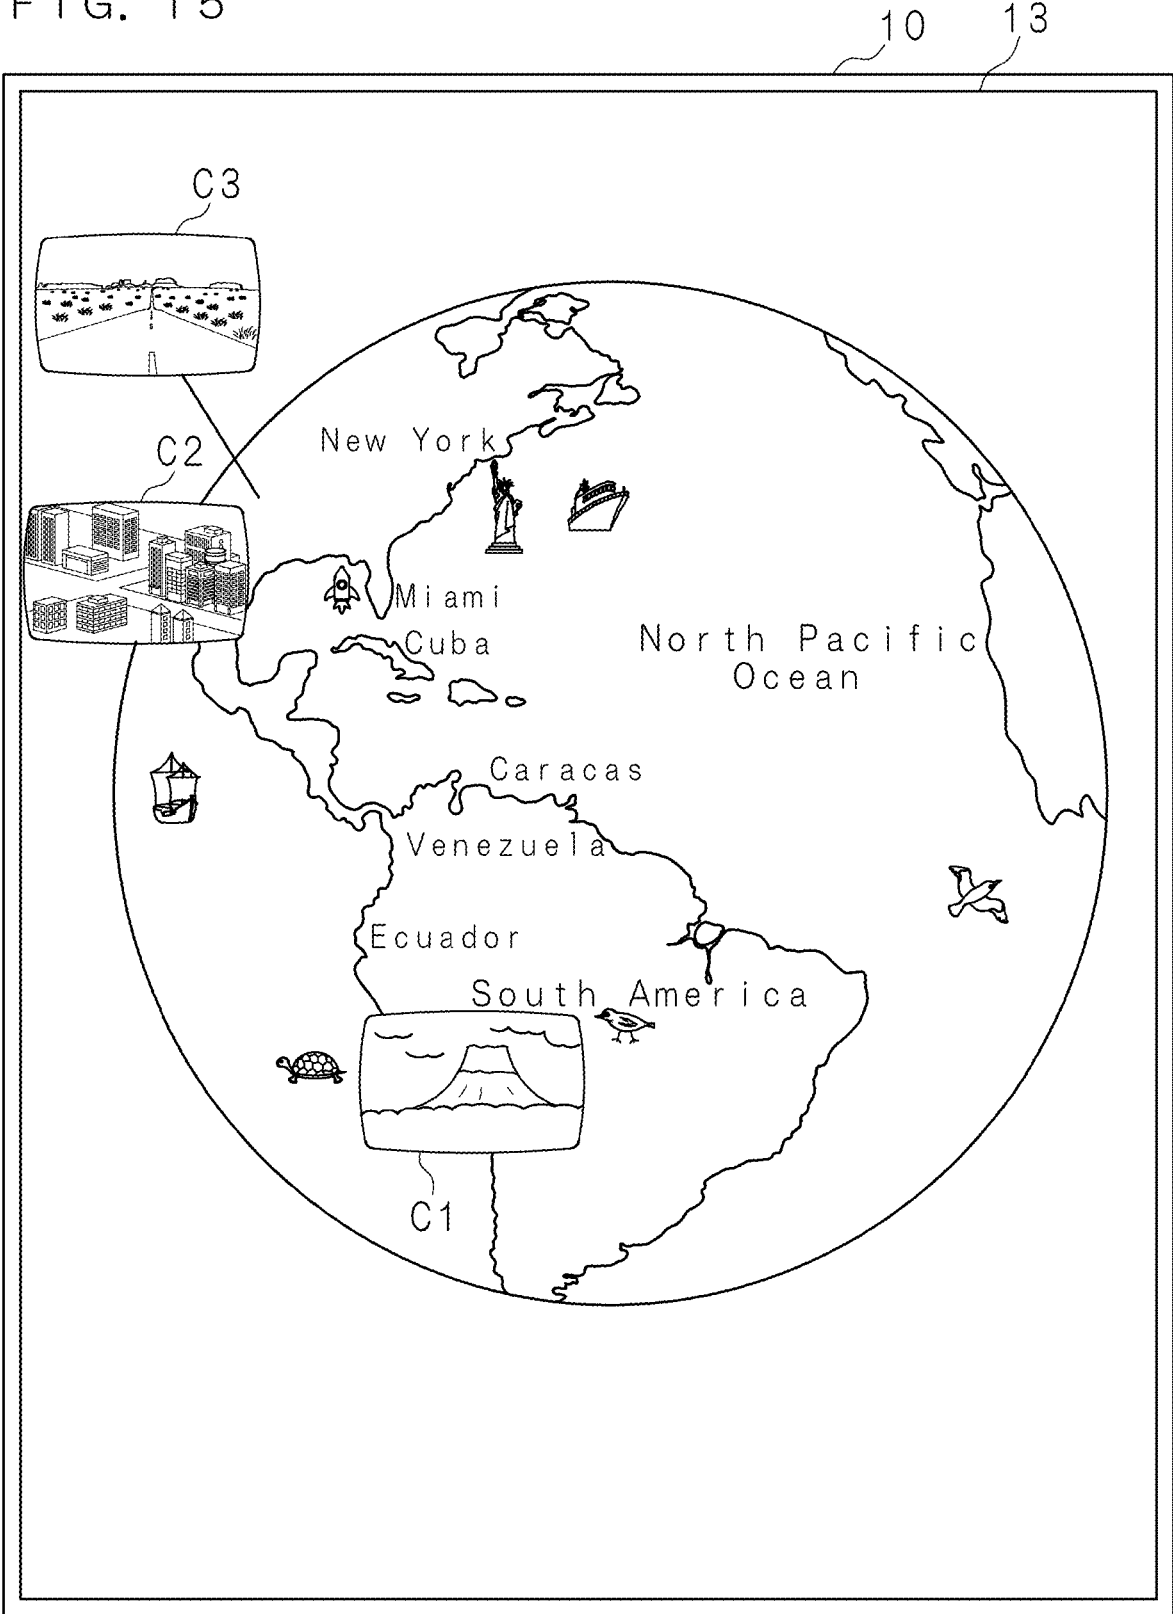 FIG. 15
10
13
C3
New York
C2
Miami
Cuba
North Pacific
Ocean
Caracas
Venezuela
Ecuador
South America
C1